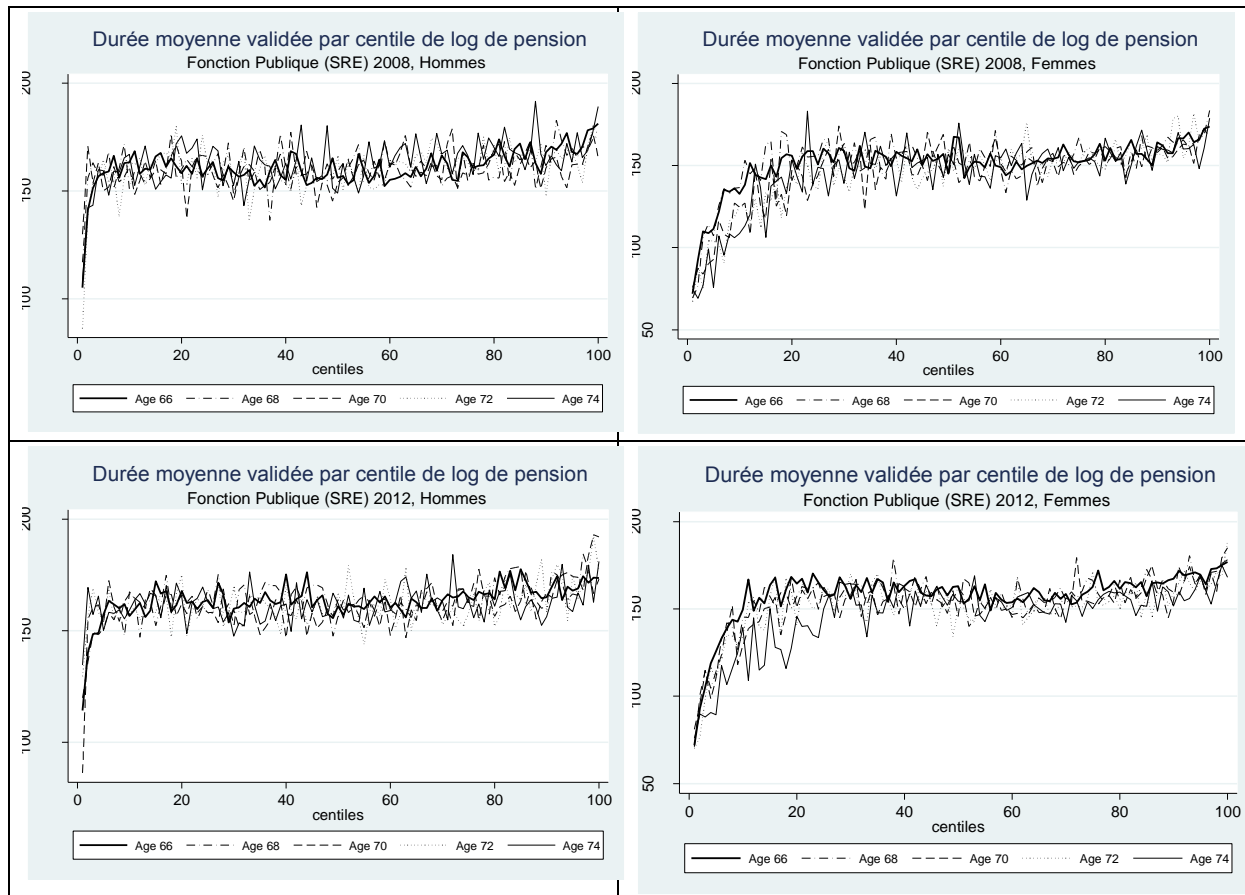 Durée moyenne validée par centile de log de pension
Fonction Publique (SRE) 2008, Hommes
200
150
100
0 20 40 60 80 100
centiles
Age 66 Age 68 Age 70 Age 72 Age 74
Durée moyenne validée par centile de log de pension
Fonction Publique (SRE) 2008, Femmes
200
150
100
50
0 20 40 60 80 100
centiles
Age 66 Age 68 Age 70 Age 72 Age 74
Durée moyenne validée par centile de log de pension
Fonction Publique (SRE) 2012, Hommes
200
150
100
0 20 40 60 80 100
centiles
Age 66 Age 68 Age 70 Age 72 Age 74
Durée moyenne validée par centile de log de pension
Fonction Publique (SRE) 2012, Femmes
200
150
100
50
0 20 40 60 80 100
centiles
Age 66 Age 68 Age 70 Age 72 Age 74